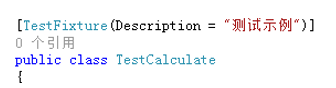 [TestFixture(Description = "测试示例")]
0 个引用
public class TestCalculate
{